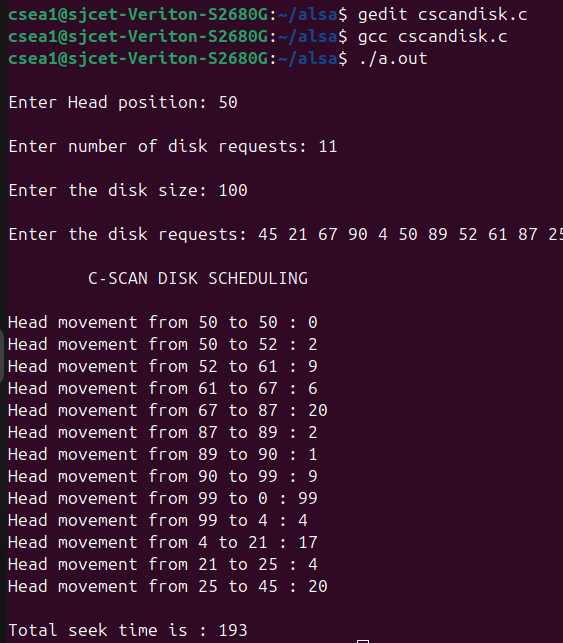 csea1@sjcet-Veriton-S2680G:~/alsa$ gedit cscandisk.c
csea1@sjcet-Veriton-S2680G:~/alsa$ gcc cscandisk.c
csea1@sjcet-Veriton-S2680G:~/alsa$ ./a.out
Enter Head position: 50
Enter number of disk requests: 11
Enter the disk size: 100
Enter the disk requests: 45 21 67 90 4 50 89 52 61 87 25
C-SCAN DISK SCHEDULING
Head movement from 50 to 50 : 0
Head movement from 50 to 52 : 2
Head movement from 52 to 61 : 9
Head movement from 61 to 67 : 6
Head movement from 67 to 87 : 20
Head movement from 87 to 89 : 2
Head movement from 89 to 90 : 1
Head movement from 90 to 99 : 9
Head movement from 99 to 0 : 99
Head movement from 99 to 4 : 4
Head movement from 4 to 21 : 17
Head movement from 21 to 25 : 4
Head movement from 25 to 45 : 20
Total seek time is : 193